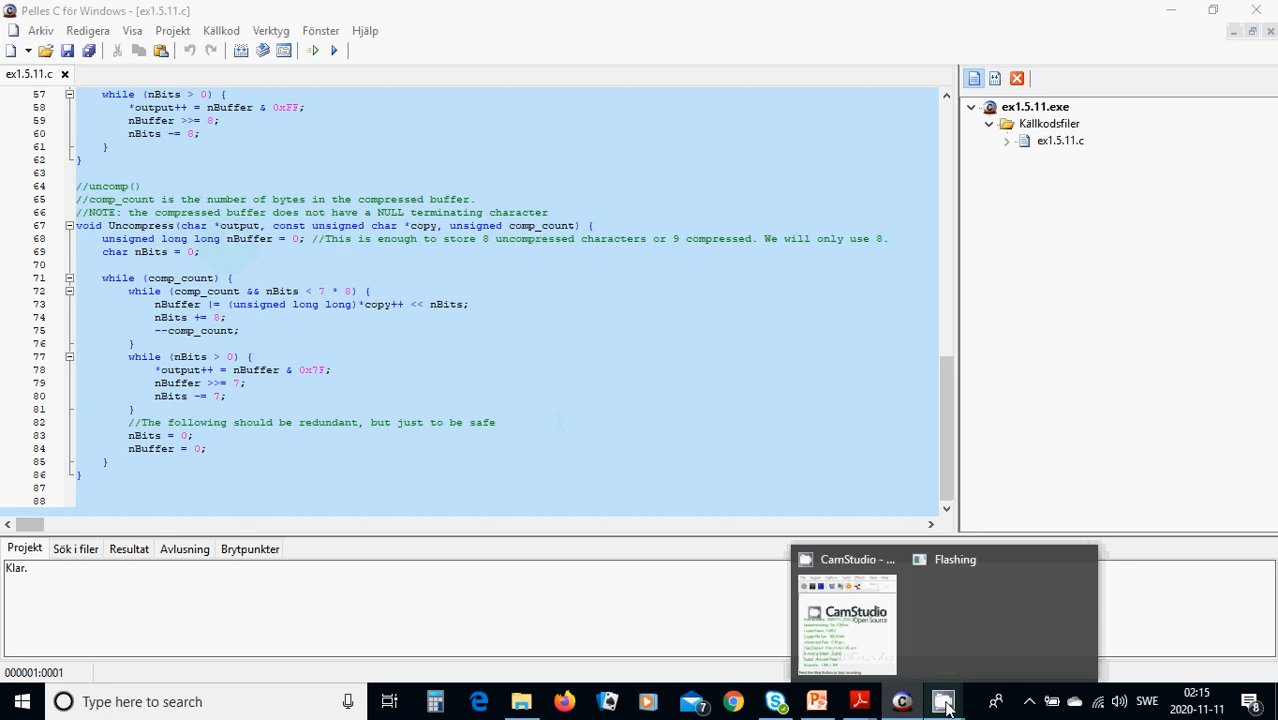 Pelles C för Windows - [ex1.5.11.c]
Arkiv Redigera Visa Projekt Källkod Verktyg Fönster Hjälp
ex1.5.11.c
57 while (nBits > 0) {
58 *output++ = nBuffer & 0xFF;
59 nBuffer >>= 8;
60 nBits -= 8;
61 }
62 }
63
64 //uncomp()
65 //comp_count is the number of bytes in the compressed buffer.
66 //NOTE: the compressed buffer does not have a NULL terminating character
67 void Uncompress(char *output, const unsigned char *copy, unsigned comp_count) {
68 unsigned long long nBuffer = 0; //This is enough to store 8 uncompressed characters or 9 compressed. We will only use 8.
69 char nBits = 0;
70
71 while (comp_count) {
72 while (comp_count && nBits < 7 * 8) {
73 nBuffer |= (unsigned long long)*copy++ << nBits;
74 nBits += 8;
75 --comp_count;
76 }
77 while (nBits > 0) {
78 *output++ = nBuffer & 0x7F;
79 nBuffer >>= 7;
80 nBits -= 7;
81 }
82 //The following should be redundant, but just to be safe
83 nBits = 0;
84 nBuffer = 0;
85 }
86 }
87
88
ex1.5.11.exe
Källkodsfiler
ex1.5.11.c
Projekt Sök i filer Resultat Avlusning Brytpunkter
Klar.
CamStudio - ... Flashing
CamStudio
Open Source
000001:001
Type here to search
7
SWE
02:15
2020-11-11
8